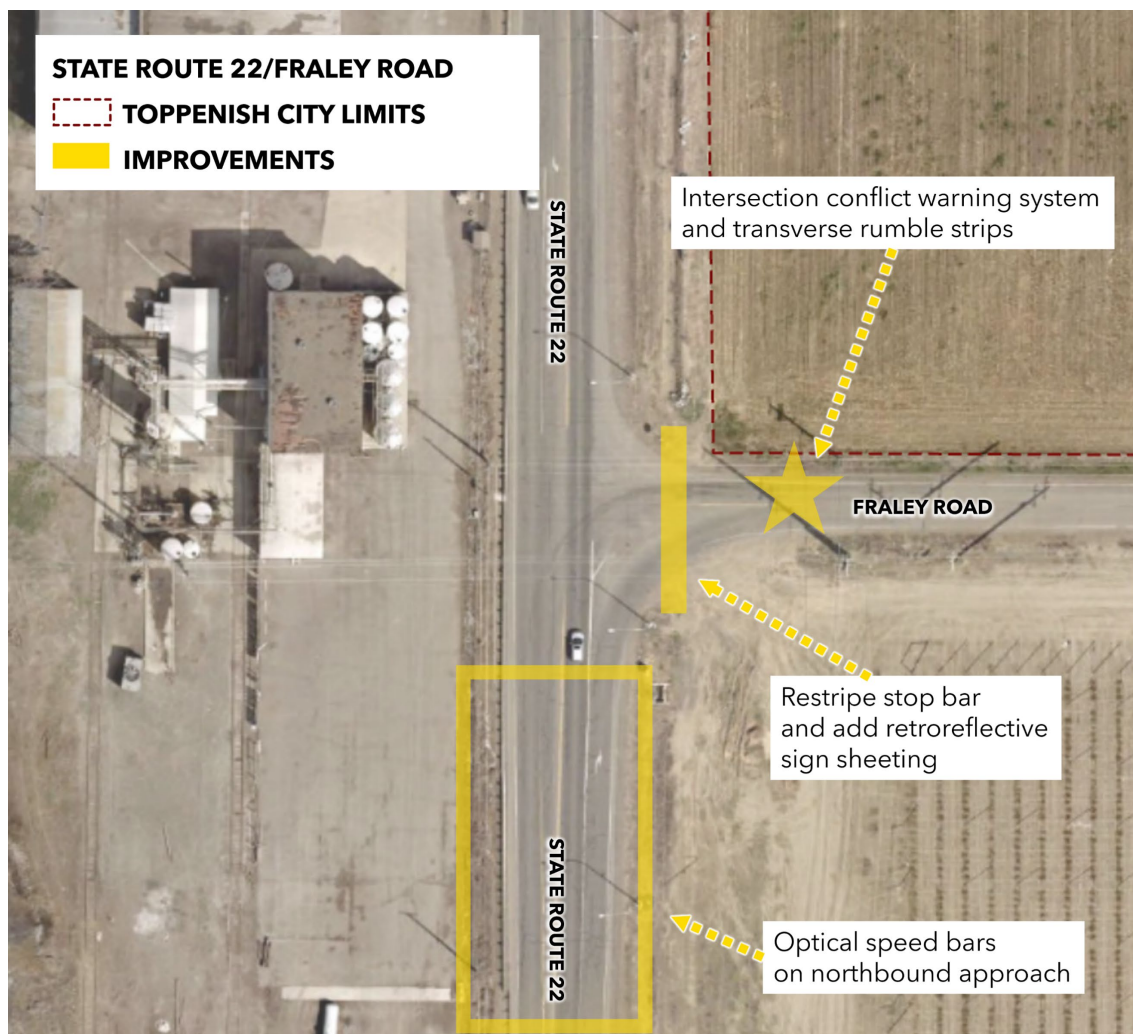 STATE ROUTE 22/FRALEY ROAD
TOPPENISH CITY LIMITS
IMPROVEMENTS
Intersection conflict warning system
and transverse rumble strips
STATE ROUTE 22
FRALEY ROAD
Restripe stop bar
and add retroreflective
sign sheeting
STATE ROUTE 22
Optical speed bars
on northbound approach